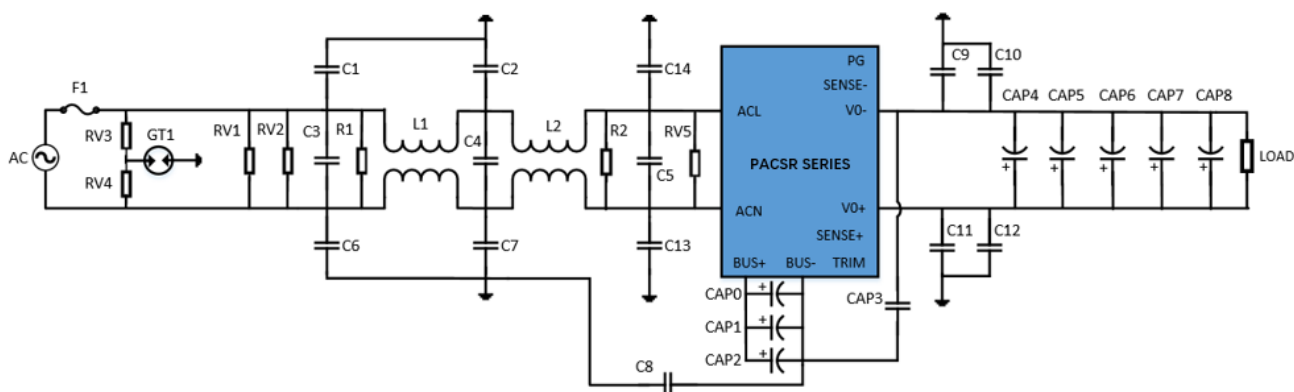 C9 C10
PG
C1 C2 C14
SENSE-
F1 CAP4 CAP5 CAP6 CAP7 CAP8
ACL V0-
RV3 GT1 RV1 RV2 C3 R1 L1 C4 L2 R2 RV5
AC LOAD
PACSR SERIES
RV4 C5
ACN V0+
C11 C12
SENSE+
C6 C7 C13
BUS+ BUS- TRIM
CAP0 + CAP3
CAP1 +
CAP2 +
C8
+ + + + +